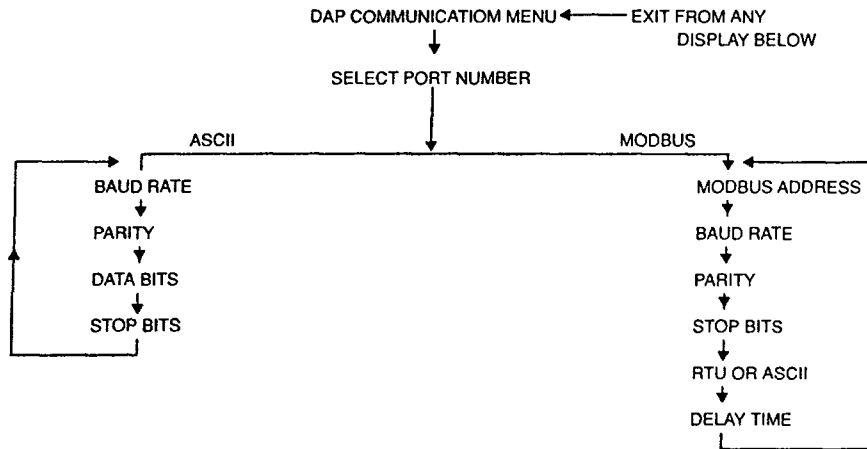 DAP COMMUNICATIOM MENU
EXIT FROM ANY
DISPLAY BELOW
SELECT PORT NUMBER
ASCII
MODBUS
BAUD RATE
PARITY
DATA BITS
STOP BITS
MODBUS ADDRESS
BAUD RATE
PARITY
STOP BITS
RTU OR ASCII
DELAY TIME